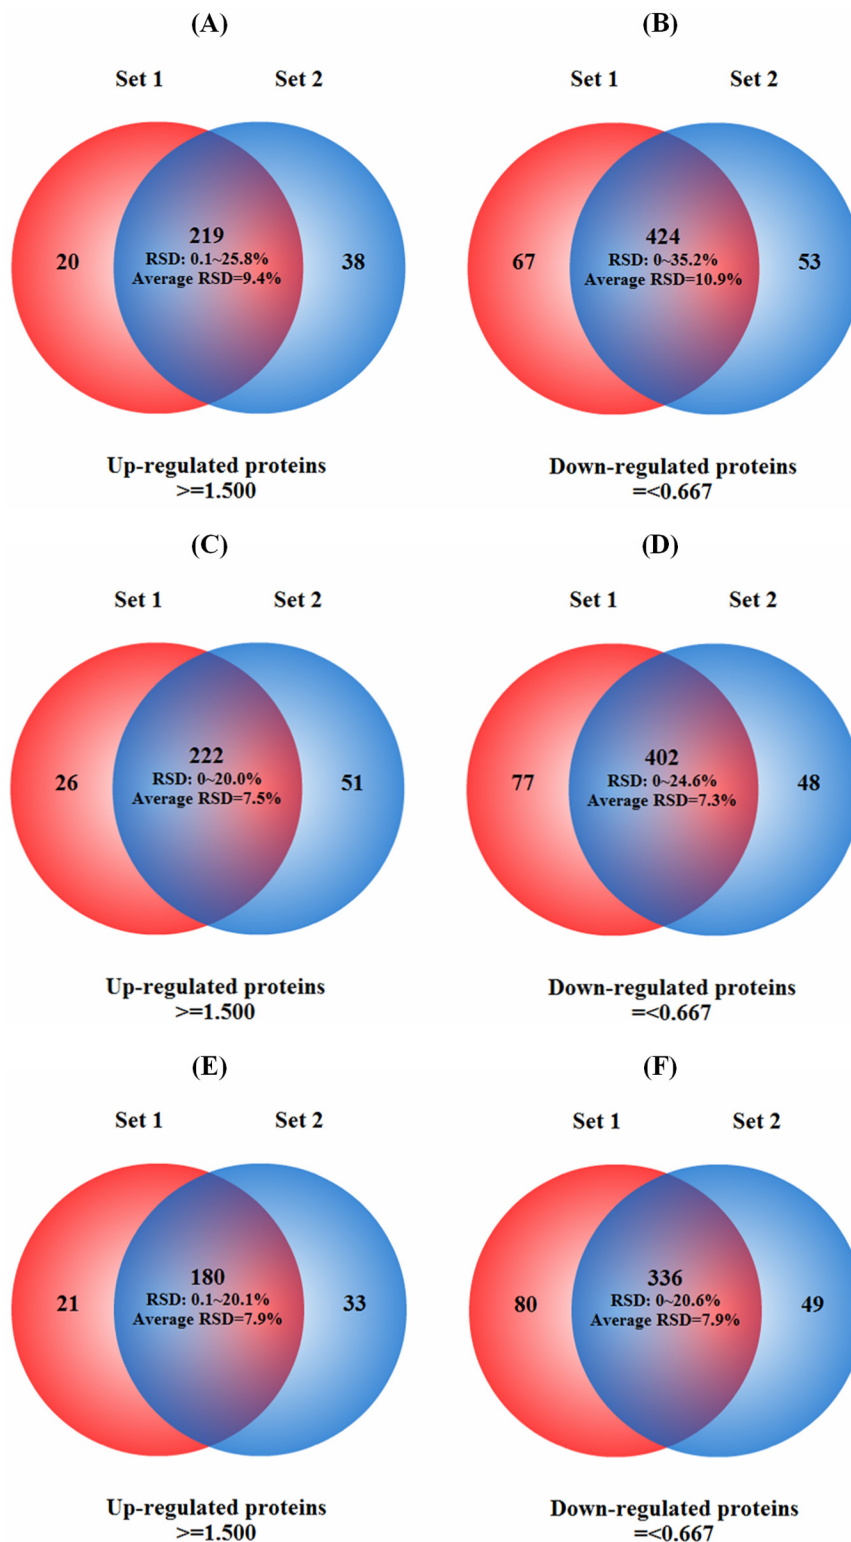 (A)
Set 1
Set 2
20
219
RSD: 0.1~25.8%
Average RSD=9.4%
38
Up-regulated proteins
>=1.500
(B)
Set 1
Set 2
67
424
RSD: 0~35.2%
Average RSD=10.9%
53
Down-regulated proteins
=<0.667
(C)
Set 1
Set 2
26
222
RSD: 0~20.0%
Average RSD=7.5%
51
Up-regulated proteins
>=1.500
(D)
Set 1
Set 2
77
402
RSD: 0~24.6%
Average RSD=7.3%
48
Down-regulated proteins
=<0.667
(E)
Set 1
Set 2
21
180
RSD: 0.1~20.1%
Average RSD=7.9%
33
Up-regulated proteins
>=1.500
(F)
Set 1
Set 2
80
336
RSD: 0~20.6%
Average RSD=7.9%
49
Down-regulated proteins
=<0.667